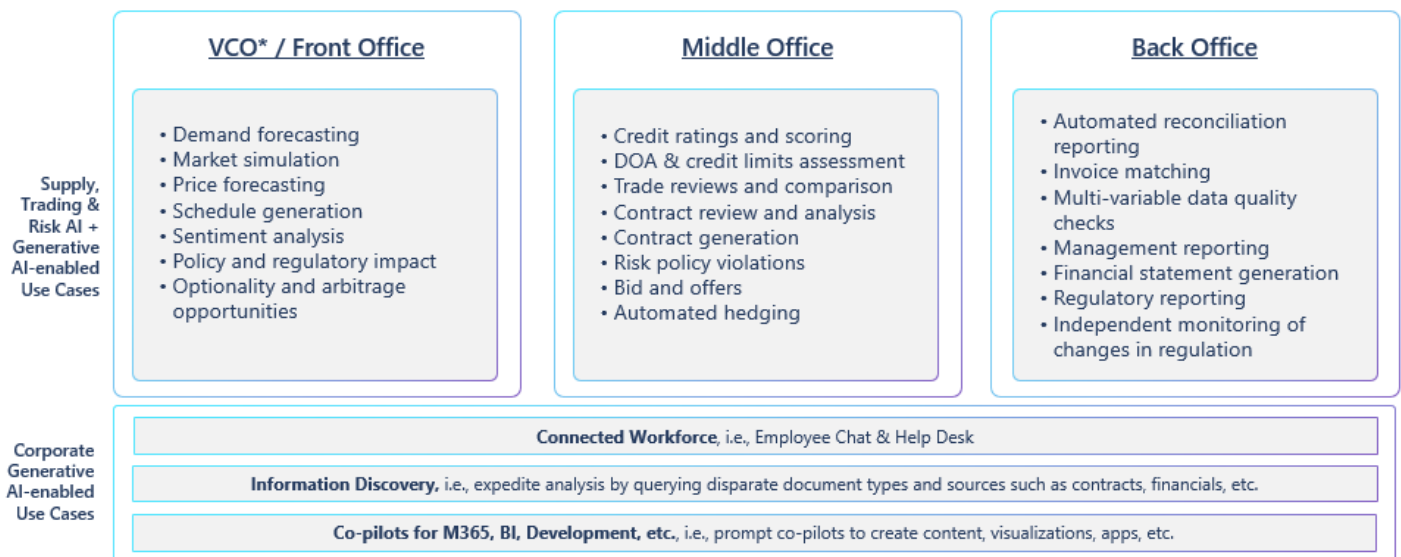 VCO* / Front Office
• Demand forecasting
• Market simulation
• Price forecasting
• Schedule generation
• Sentiment analysis
• Policy and regulatory impact
• Optionality and arbitrage
opportunities
Middle Office
• Credit ratings and scoring
• DOA & credit limits assessment
• Trade reviews and comparison
• Contract review and analysis
• Contract generation
• Risk policy violations
• Bid and offers
• Automated hedging
Back Office
• Automated reconciliation
reporting
• Invoice matching
• Multi-variable data quality
checks
• Management reporting
• Financial statement generation
• Regulatory reporting
• Independent monitoring of
changes in regulation
Supply,
Trading &
Risk AI +
Generative
AI-enabled
Use Cases
Corporate
Generative
AI-enabled
Use Cases
Connected Workforce, i.e., Employee Chat & Help Desk
Information Discovery, i.e., expedite analysis by querying disparate document types and sources such as contracts, financials, etc.
Co-pilots for M365, BI, Development, etc., i.e., prompt co-pilots to create content, visualizations, apps, etc.